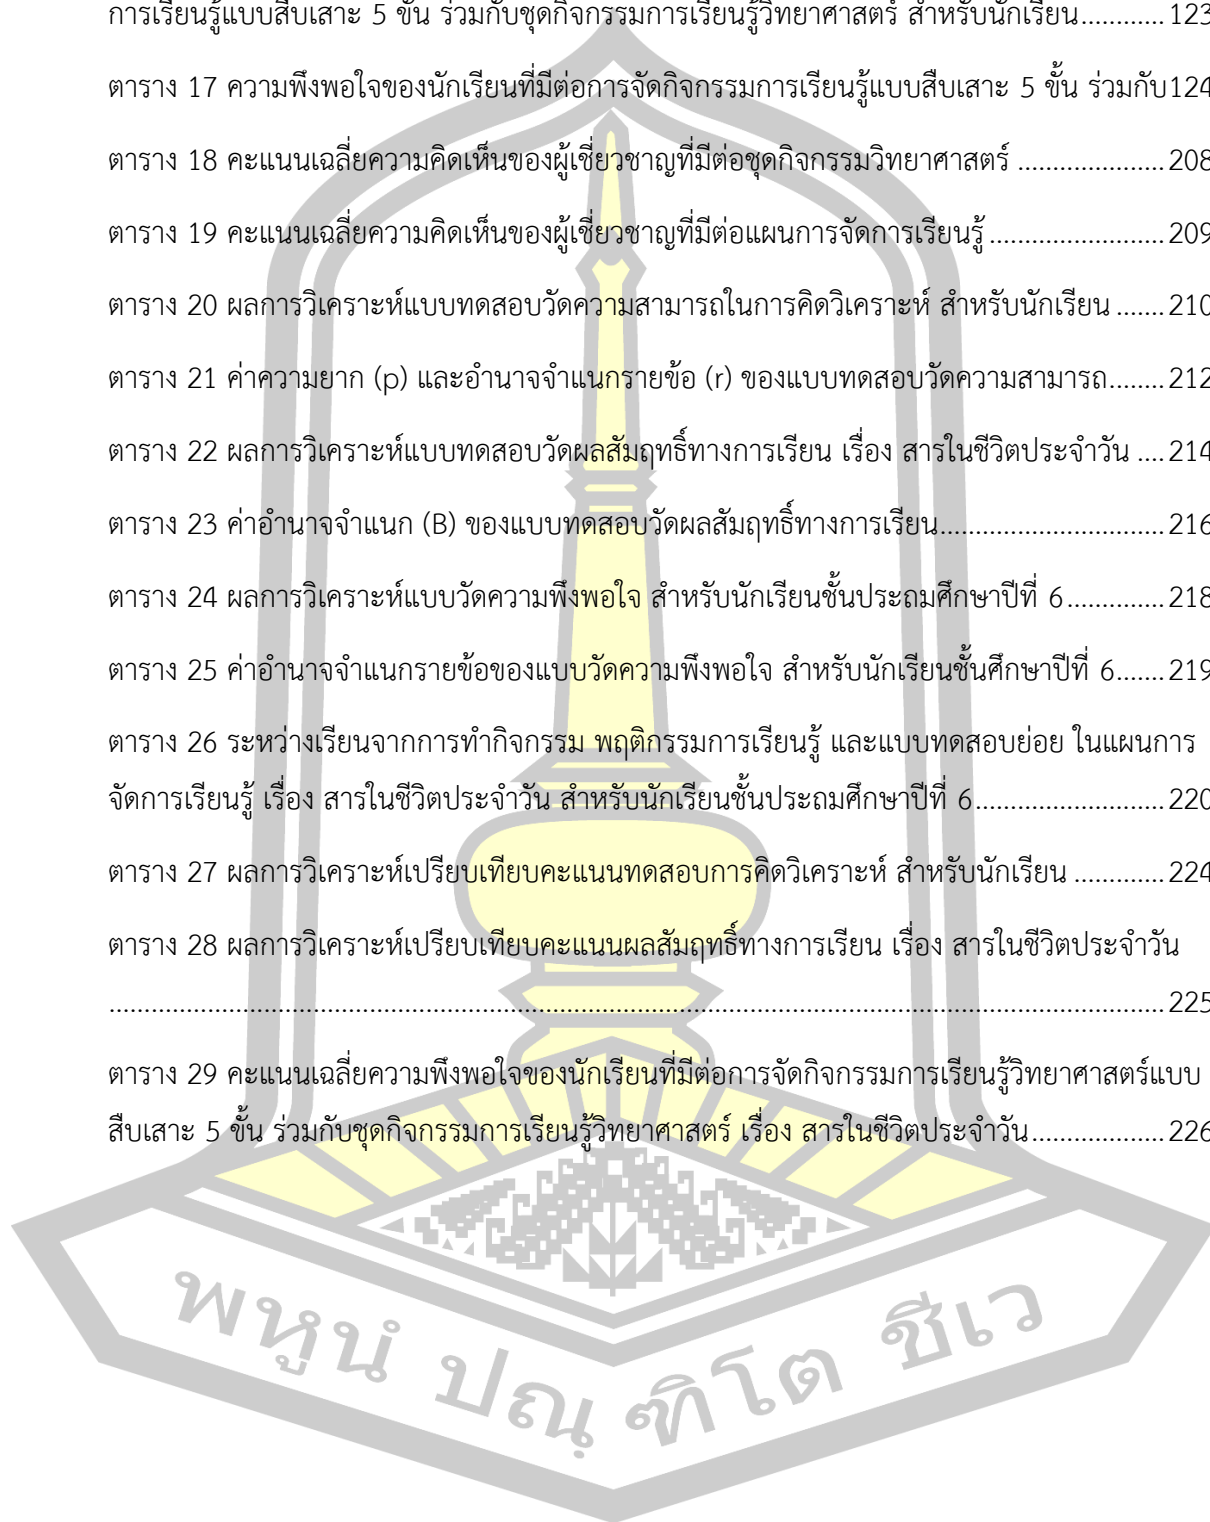 การเรียนรู้แบบสืบเสาะ 5 ขั้น ร่วมกับชุดกิจกรรมการเรียนรู้วิทยาศาสตร์ สำหรับนักเรียน............ 123
ตาราง 17 ความพึงพอใจของนักเรียนที่มีต่อการจัดกิจกรรมการเรียนรู้แบบสืบเสาะ 5 ขั้น ร่วมกับ124
ตาราง 18 คะแนนเฉลี่ยความคิดเห็นของผู้เชี่ยวชาญที่มีต่อชุดกิจกรรมวิทยาศาสตร์ ..................... 208
ตาราง 19 คะแนนเฉลี่ยความคิดเห็นของผู้เชี่ยวชาญที่มีต่อแผนการจัดการเรียนรู้ ......................... 209
ตาราง 20 ผลการวิเคราะห์แบบทดสอบวัดความสามารถในการคิดวิเคราะห์ สำหรับนักเรียน ....... 210
ตาราง 21 ค่าความยาก (p) และอำนาจจำแนกรายข้อ (r) ของแบบทดสอบวัดความสามารถ........ 212
ตาราง 22 ผลการวิเคราะห์แบบทดสอบวัดผลสัมฤทธิ์ทางการเรียน เรื่อง สารในชีวิตประจำวัน .... 214
ตาราง 23 ค่าอำนาจจำแนก (B) ของแบบทดสอบวัดผลสัมฤทธิ์ทางการเรียน................................ 216
ตาราง 24 ผลการวิเคราะห์แบบวัดความพึงพอใจ สำหรับนักเรียนชั้นประถมศึกษาปีที่ 6.............. 218
ตาราง 25 ค่าอำนาจจำแนกรายข้อของแบบวัดความพึงพอใจ สำหรับนักเรียนชั้นศึกษาปีที่ 6....... 219
ตาราง 26 ระหว่างเรียนจากการทำกิจกรรม พฤติกรรมการเรียนรู้ และแบบทดสอบย่อย ในแผนการ
จัดการเรียนรู้ เรื่อง สารในชีวิตประจำวัน สำหรับนักเรียนชั้นประถมศึกษาปีที่ 6........................... 220
ตาราง 27 ผลการวิเคราะห์เปรียบเทียบคะแนนทดสอบการคิดวิเคราะห์ สำหรับนักเรียน ............. 224
ตาราง 28 ผลการวิเคราะห์เปรียบเทียบคะแนนผลสัมฤทธิ์ทางการเรียน เรื่อง สารในชีวิตประจำวัน
........................................................................................................................................ 225
ตาราง 29 คะแนนเฉลี่ยความพึงพอใจของนักเรียนที่มีต่อการจัดกิจกรรมการเรียนรู้วิทยาศาสตร์แบบ
สืบเสาะ 5 ขั้น ร่วมกับชุดกิจกรรมการเรียนรู้วิทยาศาสตร์ เรื่อง สารในชีวิตประจำวัน................... 226
พหูนํ ปณฺฑิโต ชีเว